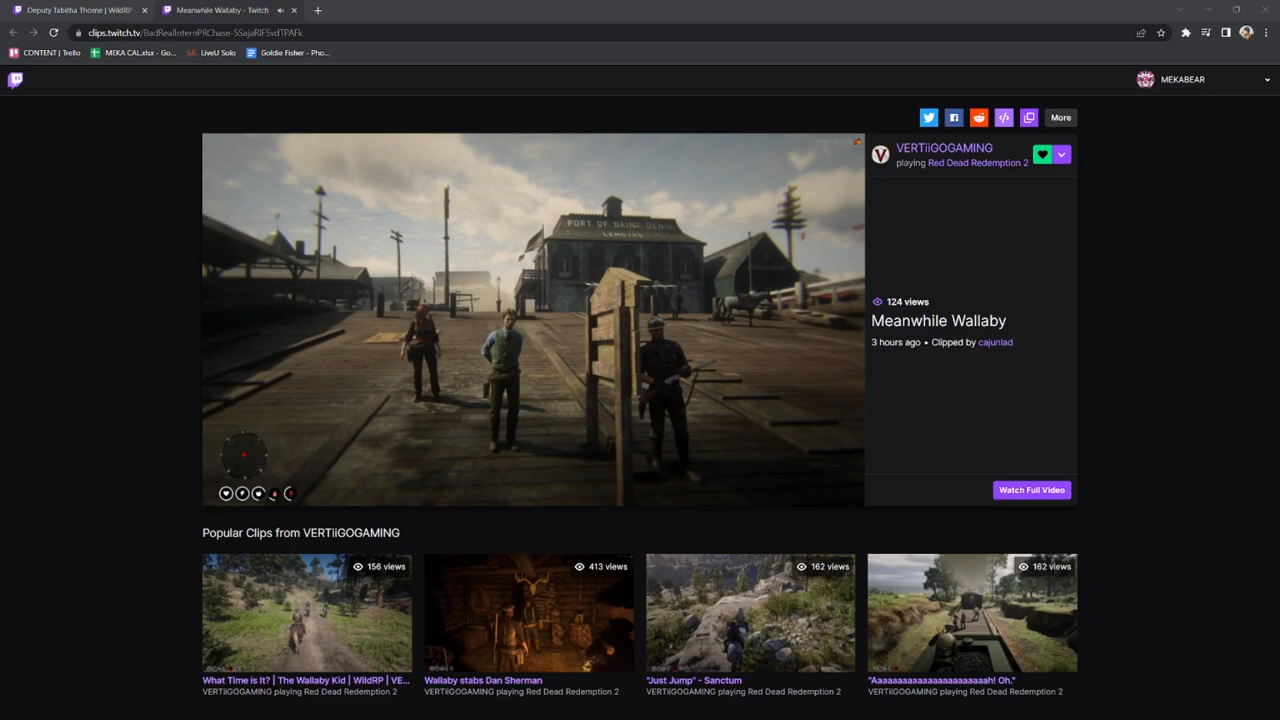 Deputy Tabitha Thorne | WildRP
Meanwhile Wallaby - Twitch
clips.twitch.tv/BadRealInternPRChase-5SajaRlFSvdTPAFk
CONTENT | Trello
MEKA CAL.xlsx - Go...
LiveU Solo
Goldie Fisher - Pho...
MEKABEAR
More
VERTiiGOGAMING
playing Red Dead Redemption 2
PORT OF SAINT DENIS
LEMOYNE
124 views
Meanwhile Wallaby
3 hours ago • Clipped by cajunlad
Watch Full Video
Popular Clips from VERTiiGOGAMING
156 views
413 views
162 views
162 views
What Time is It? | The Wallaby Kid | WildRP | VE...
Wallaby stabs Dan Sherman
"Just Jump" - Sanctum
"Aaaaaaaaaaaaaaaaaaaaah! Oh."
VERTiiGOGAMING playing Red Dead Redemption 2
VERTiiGOGAMING playing Red Dead Redemption 2
VERTiiGOGAMING playing Red Dead Redemption 2
VERTiiGOGAMING playing Red Dead Redemption 2